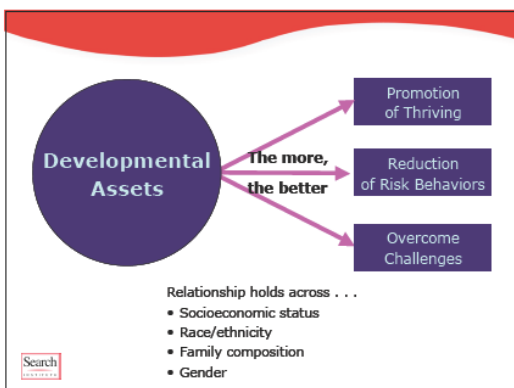 Developmental
Assets
The more,
the better
Promotion
of Thriving
Reduction
of Risk Behaviors
Overcome
Challenges
Relationship holds across . . .
• Socioeconomic status
• Race/ethnicity
• Family composition
• Gender
Search
INSTITUTE